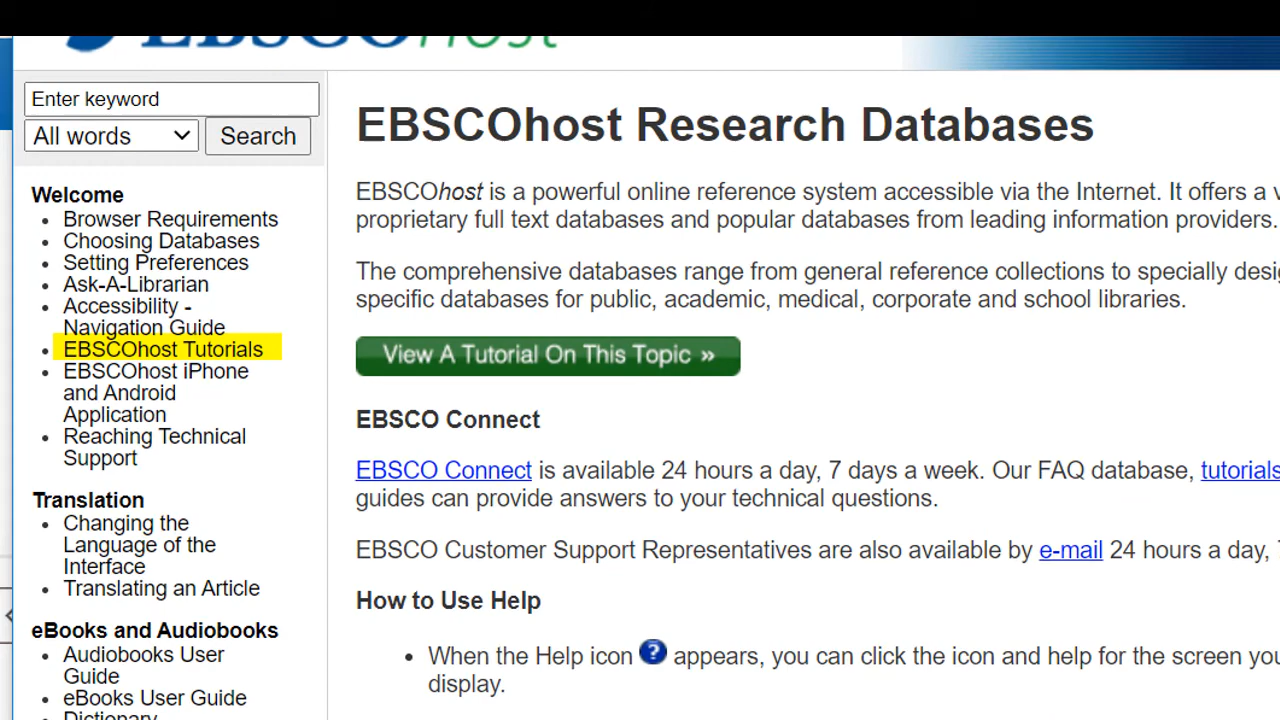 EBSCOhost
Enter keyword
All words
Search
Welcome
Browser Requirements
Choosing Databases
Setting Preferences
Ask-A-Librarian
Accessibility -
Navigation Guide
EBSCOhost Tutorials
EBSCOhost iPhone
and Android
Application
Reaching Technical
Support
Translation
Changing the
Language of the
Interface
Translating an Article
eBooks and Audiobooks
Audiobooks User
Guide
eBooks User Guide
Dictionary
EBSCOhost Research Databases
EBSCOhost is a powerful online reference system accessible via the Internet. It offers a
proprietary full text databases and popular databases from leading information providers.
The comprehensive databases range from general reference collections to specially
specific databases for public, academic, medical, corporate and school libraries.
View A Tutorial On This Topic »
EBSCO Connect
EBSCO Connect is available 24 hours a day, 7 days a week. Our FAQ database, tutorials
guides can provide answers to your technical questions.
EBSCO Customer Support Representatives are also available by e-mail 24 hours a day,
How to Use Help
When the Help icon ? appears, you can click the icon and help for the screen
display.